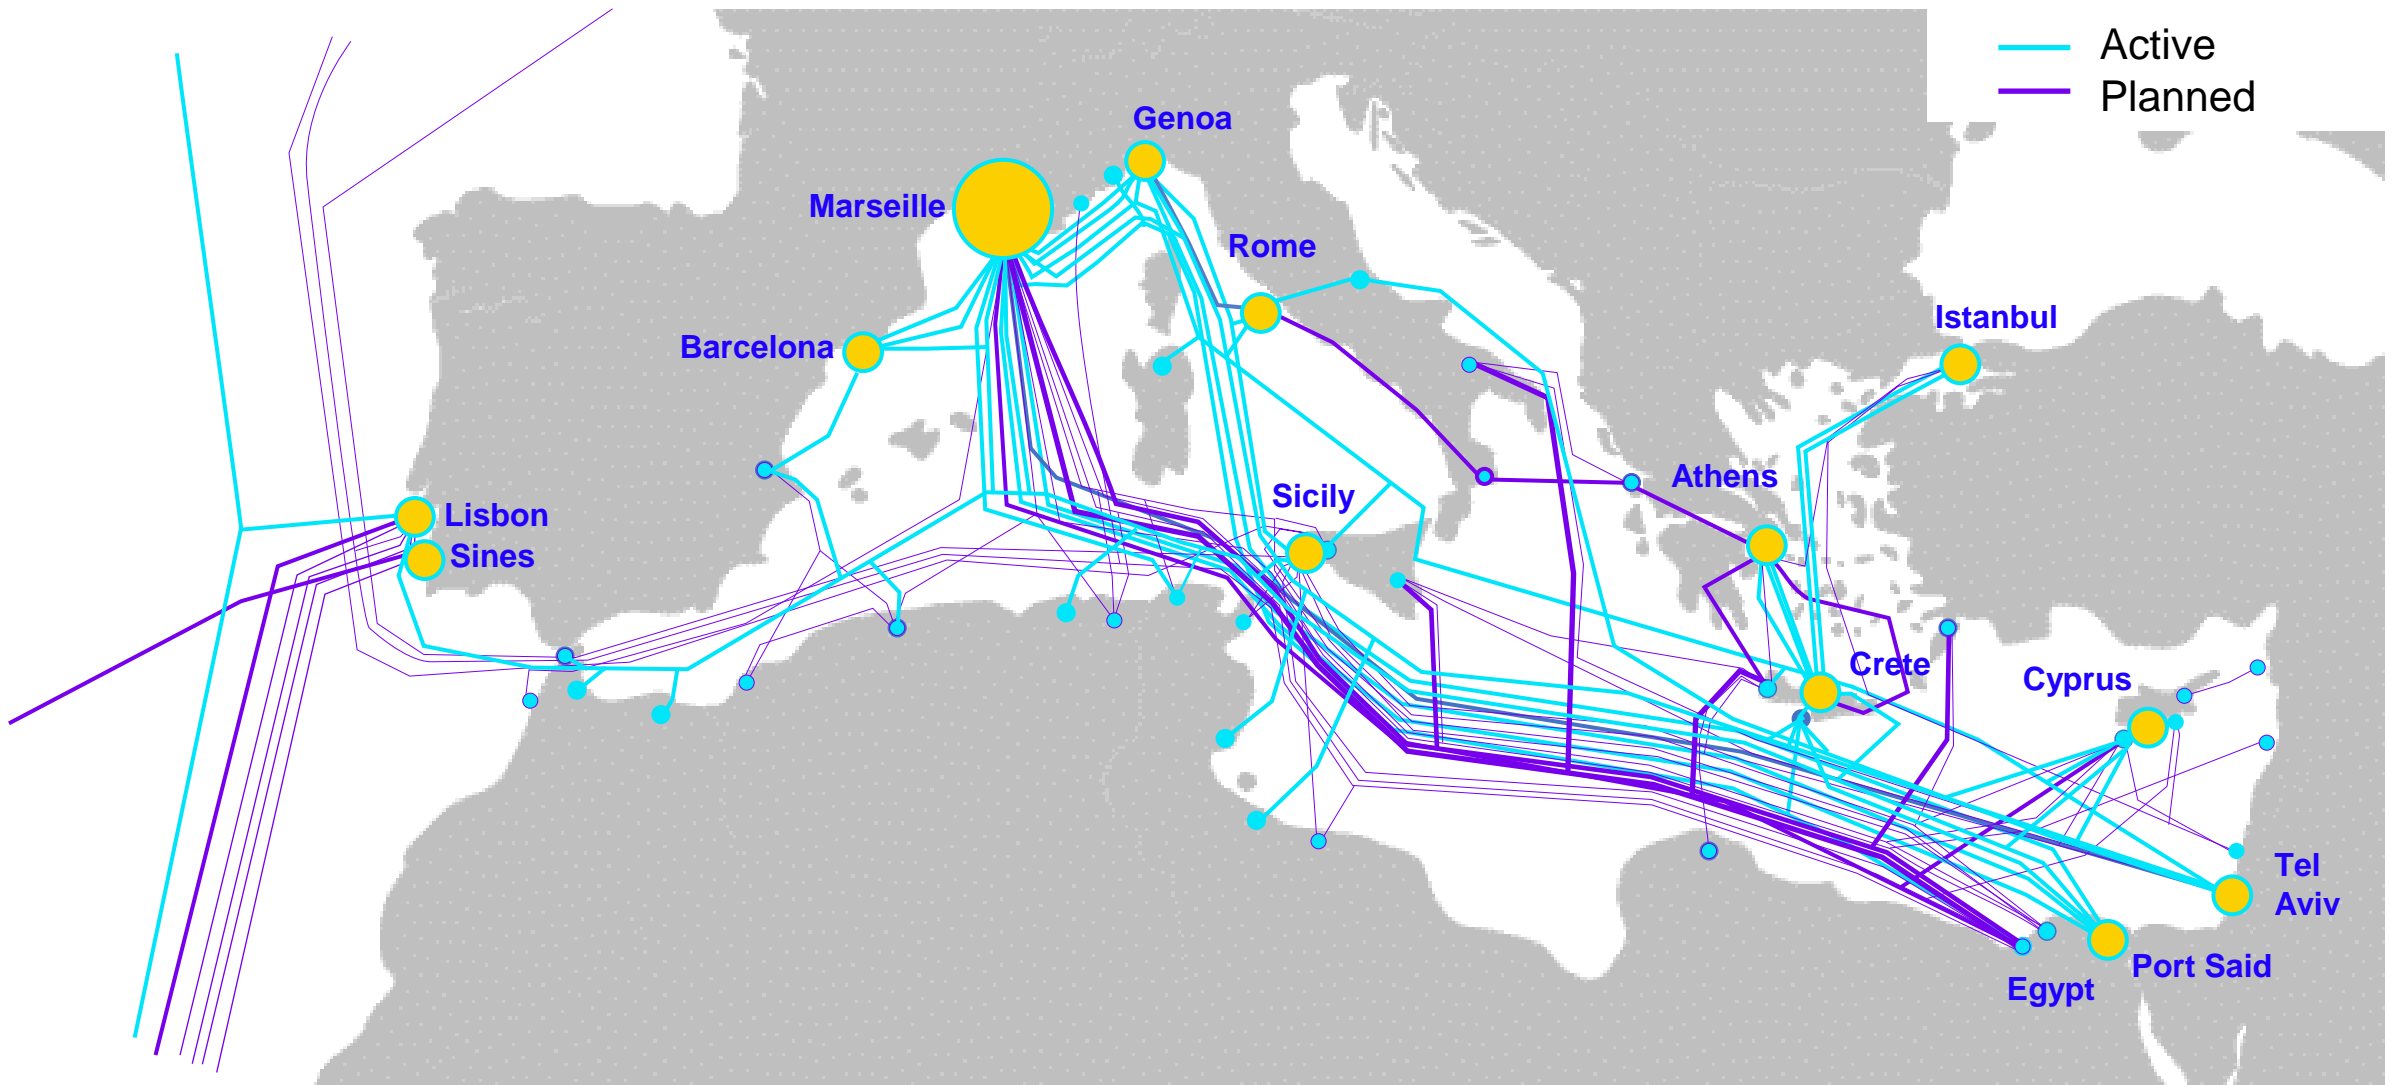 Active
Planned
Genoa
Marseille
Rome
Istanbul
Barcelona
Athens
Sicily
Lisbon
Sines
Crete
Cyprus
Tel
Aviv
Port Said
Egypt